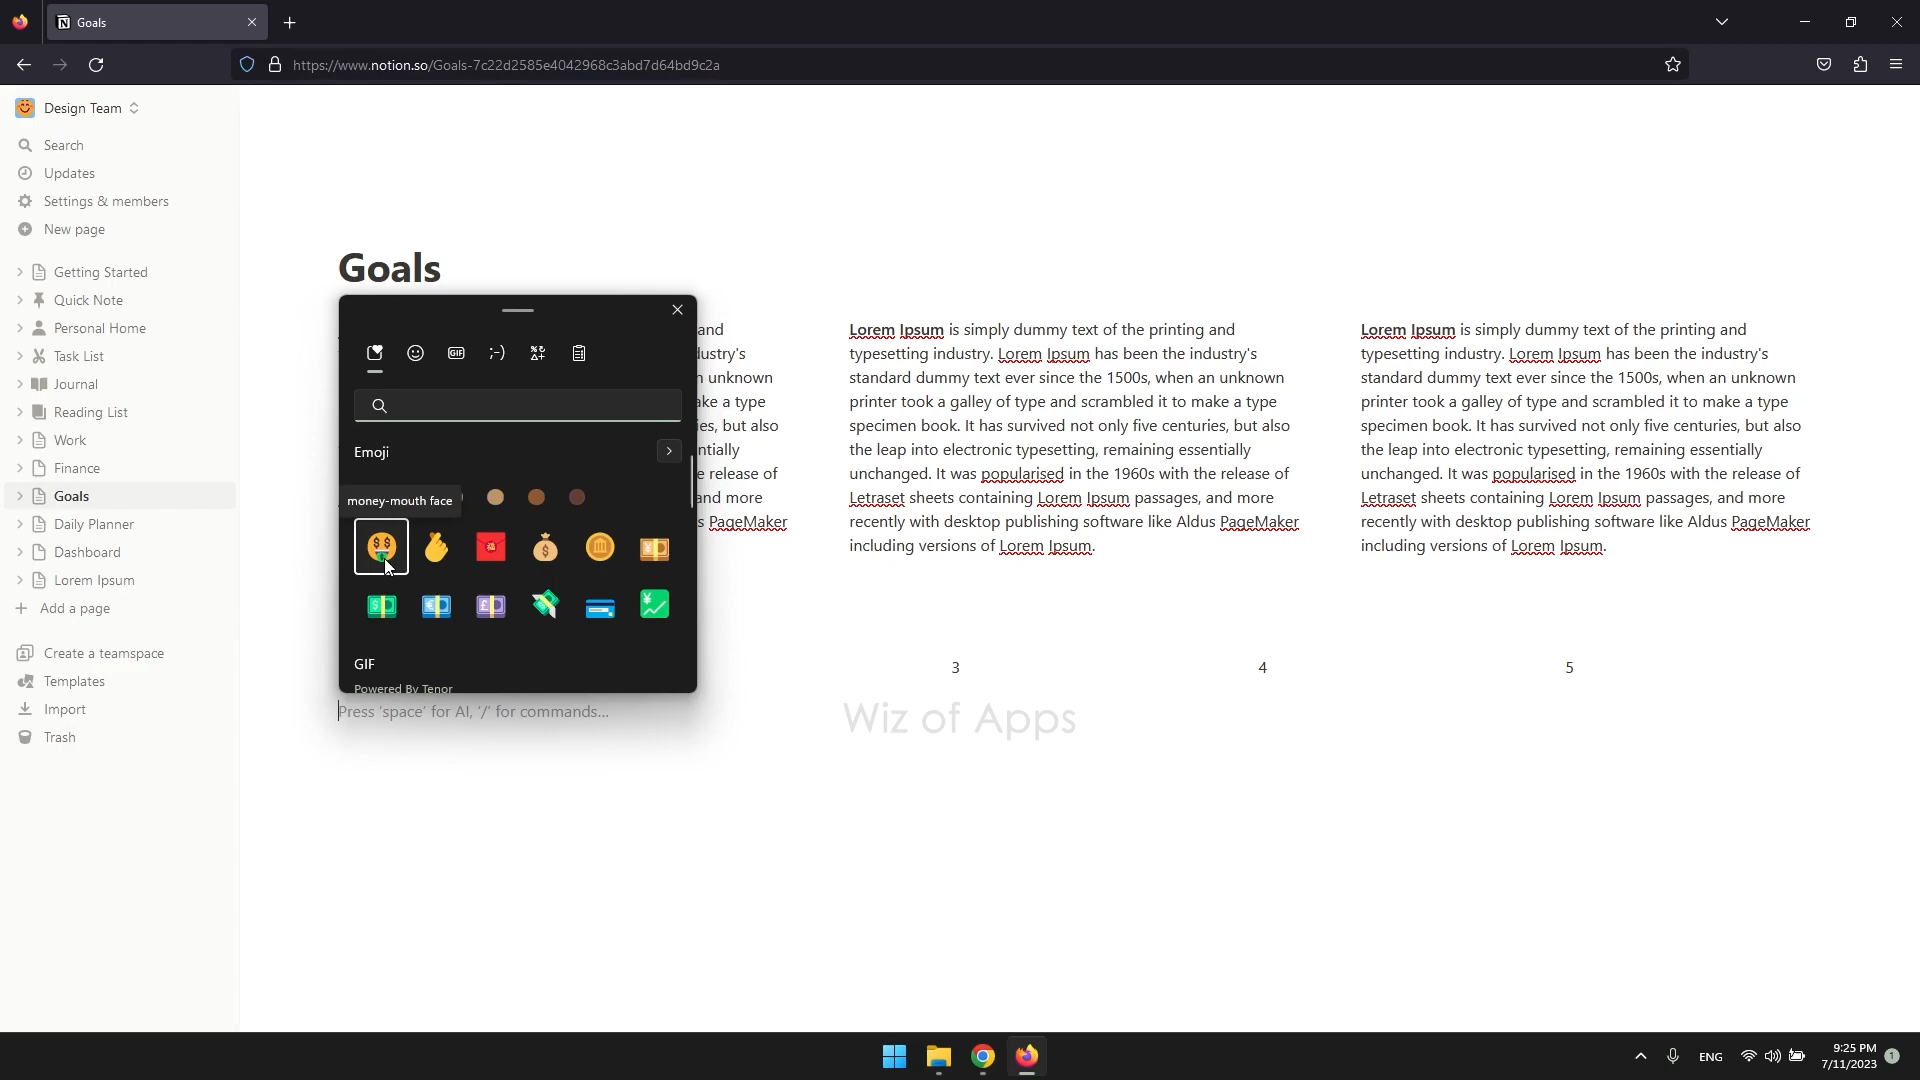 Goals
https://www.notion.so/Goals-7c22d2585e4042968c3abd7d64bd9c2a
Design Team
Search
Updates
Settings & members
New page
Getting Started
Quick Note
Personal Home
Task List
Journal
Reading List
Work
Finance
Goals
Daily Planner
Dashboard
Lorem Ipsum
Add a page
Create a teamspace
Templates
Import
Trash
Goals
and
dustry's
n unknown
ake a type
ies, but also
ntially
e release of
and more
s PageMaker
GIF
;-)
Emoji
money-mouth face
GIF
Powered By Tenor
Lorem Ipsum is simply dummy text of the printing and
typesetting industry. Lorem Ipsum has been the industry's
standard dummy text ever since the 1500s, when an unknown
printer took a galley of type and scrambled it to make a type
specimen book. It has survived not only five centuries, but also
the leap into electronic typesetting, remaining essentially
unchanged. It was popularised in the 1960s with the release of
Letraset sheets containing Lorem Ipsum passages, and more
recently with desktop publishing software like Aldus PageMaker
including versions of Lorem Ipsum.
Lorem Ipsum is simply dummy text of the printing and
typesetting industry. Lorem Ipsum has been the industry's
standard dummy text ever since the 1500s, when an unknown
printer took a galley of type and scrambled it to make a type
specimen book. It has survived not only five centuries, but also
the leap into electronic typesetting, remaining essentially
unchanged. It was popularised in the 1960s with the release of
Letraset sheets containing Lorem Ipsum passages, and more
recently with desktop publishing software like Aldus PageMaker
including versions of Lorem Ipsum.
3 4 5
Press 'space' for AI, '/' for commands...
Wiz of Apps
ENG
9:25 PM
7/11/2023
1